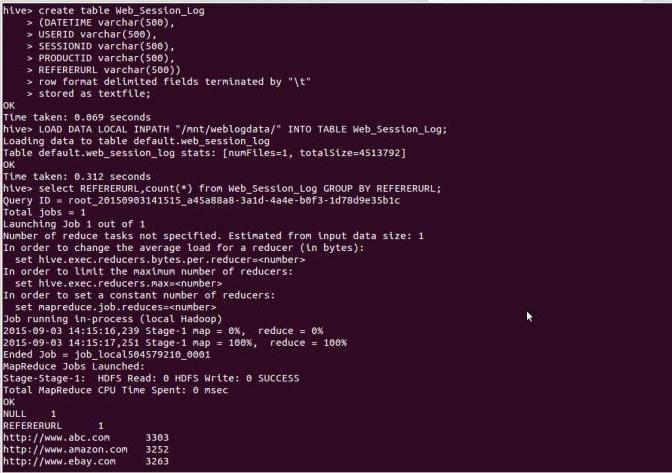 hive> create table Web_Session_Log
    > (DATETIME varchar(500),
    > USERID varchar(500),
    > SESSIONID varchar(500),
    > PRODUCTID varchar(500),
    > REFERERURL varchar(500))
    > row format delimited fields terminated by "\t"
    > stored as textfile;
OK
Time taken: 0.069 seconds
hive> LOAD DATA LOCAL INPATH "/mnt/weblogdata/" INTO TABLE Web_Session_Log;
Loading data to table default.web_session_log
Table default.web_session_log stats: [numFiles=1, totalSize=4513792]
OK
Time taken: 0.312 seconds
hive> select REFERERURL,count(*) from Web_Session_Log GROUP BY REFERERURL;
Query ID = root_20150903141515_a45a88a8-3a1d-4a4e-b0f3-1d78d9e35b1c
Total jobs = 1
Launching Job 1 out of 1
Number of reduce tasks not specified. Estimated from input data size: 1
In order to change the average load for a reducer (in bytes):
  set hive.exec.reducers.bytes.per.reducer=<number>
In order to limit the maximum number of reducers:
  set hive.exec.reducers.max=<number>
In order to set a constant number of reducers:
  set mapreduce.job.reduces=<number>
Job running in-process (local Hadoop)
2015-09-03 14:15:16,239 Stage-1 map = 0%,  reduce = 0%
2015-09-03 14:15:17,251 Stage-1 map = 100%,  reduce = 100%
Ended Job = job_local504579210_0001
MapReduce Jobs Launched:
Stage-Stage-1:  HDFS Read: 0 HDFS Write: 0 SUCCESS
Total MapReduce CPU Time Spent: 0 msec
OK
NULL    1
REFERERURL      1
http://www.abc.com      3303
http://www.amazon.com   3252
http://www.ebay.com     3263